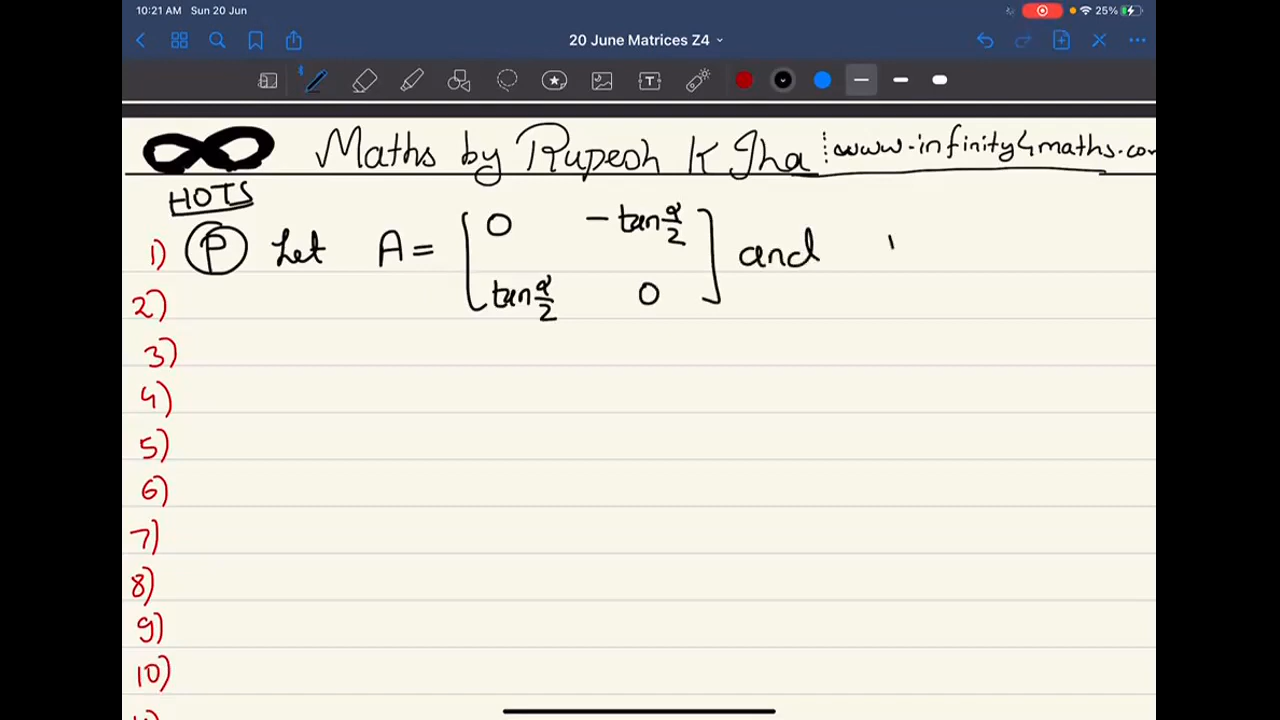 10:21 AM Sun 20 Jun 25%
20 June Matrices Z4
∞ Maths by Rupesh K Jha www.infinity4maths.com
HOTS
1) P Let A = [ 0 -tan α/2 ] and
[ tan α/2 0 ]
2)
3)
4)
5)
6)
7)
8)
9)
10)